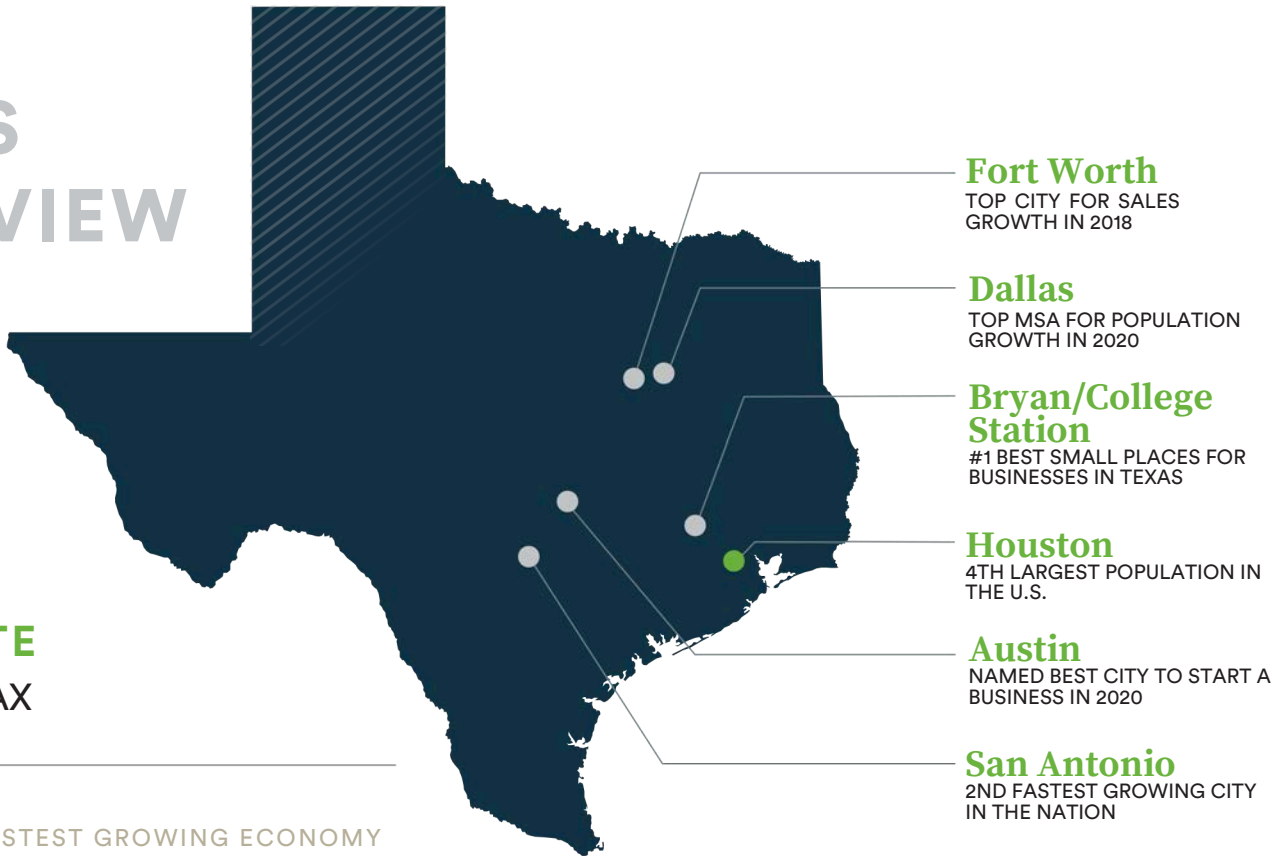 S
VIEW
Fort Worth
TOP CITY FOR SALES
GROWTH IN 2018
Dallas
TOP MSA FOR POPULATION
GROWTH IN 2020
Bryan/College
Station
#1 BEST SMALL PLACES FOR
BUSINESSES IN TEXAS
Houston
4TH LARGEST POPULATION IN
THE U.S.
Austin
NAMED BEST CITY TO START A
BUSINESS IN 2020
San Antonio
2ND FASTEST GROWING CITY
IN THE NATION
TE
AX
STEST GROWING ECONOMY